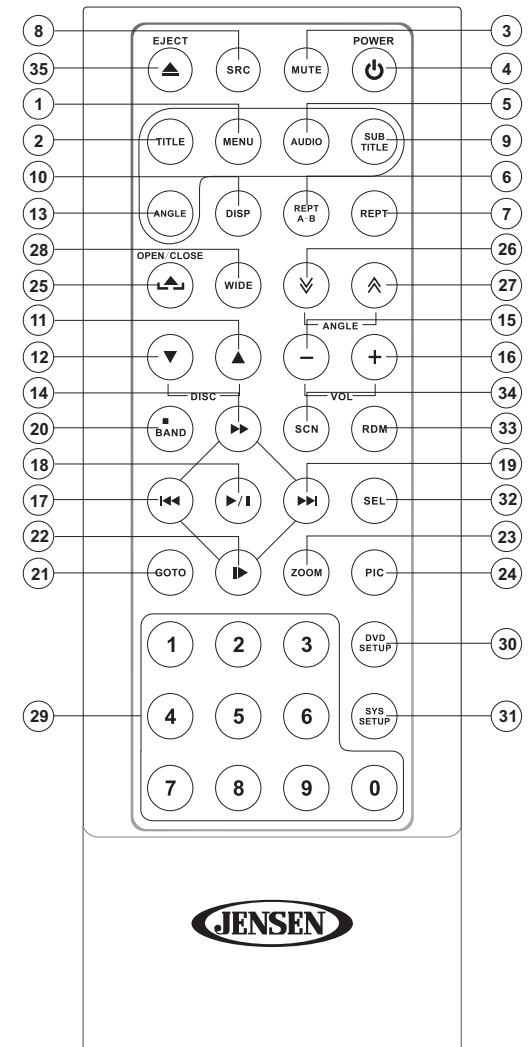 8 3
EJECT POWER
35 SRC MUTE 4
1 5
2 TITLE MENU AUDIO SUB TITLE 9
10 6
13 ANGLE DISP REPT A-B REPT 7
28 26
OPEN/CLOSE
25 WIDE 27
11 ANGLE 15
12 - + 16
14 DISC VOL 34
20 BAND SCN RDM 33
18 19
17 SEL 32
22 23
21 GOTO ZOOM PIC 24
1 2 3 DVD SETUP 30
29 4 5 6 SYS SETUP 31
7 8 9 0
JENSEN